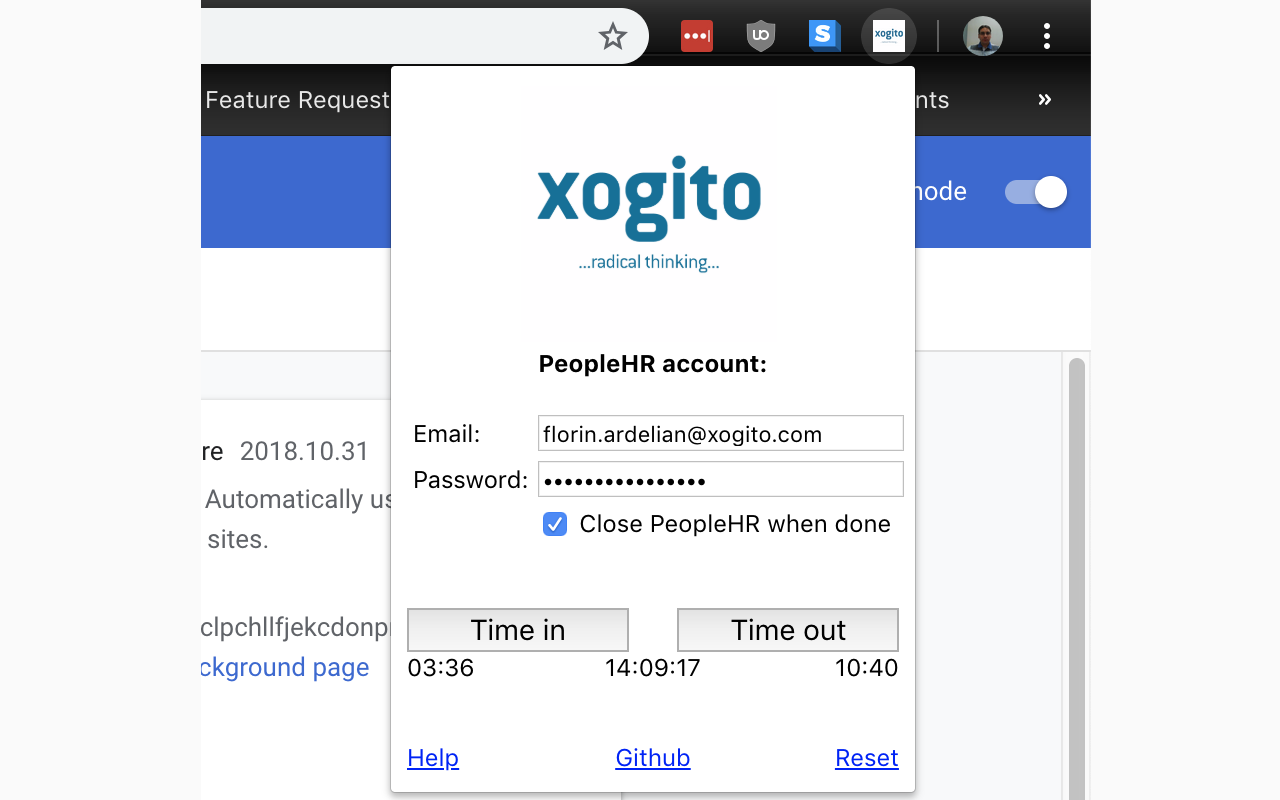 UO
S
xogito
Feature Request
nts
»
xogito
node
...radical thinking...
PeopleHR account:
Email:
florin.ardelian@xogito.com
re 2018.10.31
Password:
••••••••••••••••
Automatically us
Close PeopleHR when done
sites.
Time in
Time out
clpchllfjekcdonp
03:36
14:09:17
10:40
ckground page
Help
Github
Reset